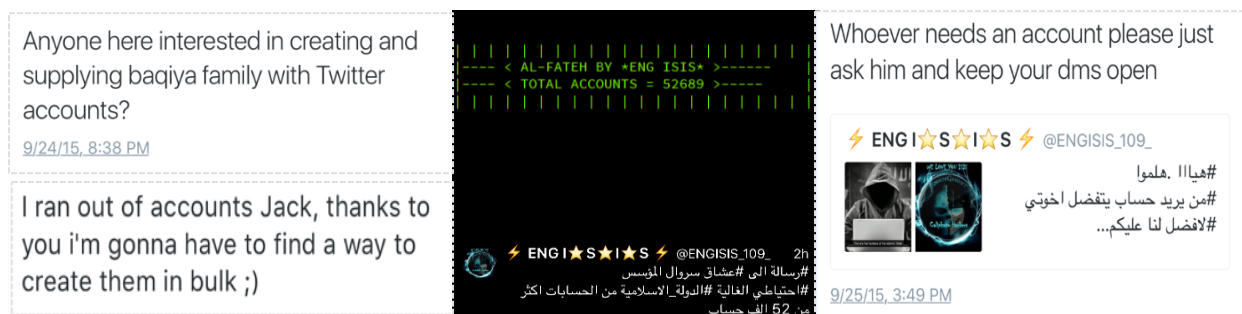 Anyone here interested in creating and
supplying baqiya family with Twitter
accounts?
9/24/15, 8:38 PM
I ran out of accounts Jack, thanks to
you i'm gonna have to find a way to
create them in bulk ;)
---- < AL-FATEH BY *ENG ISIS* >------
---- < TOTAL ACCOUNTS = 52689 >-----
⚡ ENG I⭐S⭐I⭐S ⚡ @ENGISIS_109_ 2h
#رسالة الى #عشاق سروال المؤسس
#احتياطي الغالية #الدولة_الاسلامية من الحسابات اكثر
من 52 الف حساب
Whoever needs an account please just
ask him and keep your dms open
⚡ ENG I⭐S⭐I⭐S ⚡ @ENGISIS_109_
#هيااا .هلموا
#من يريد حساب يتفضل اخوتي
#لافضل لنا عليكم...
9/25/15, 3:49 PM